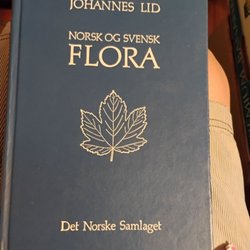 JOHANNES LID
NORSK OG SVENSK
FLORA
Det Norske Samlaget